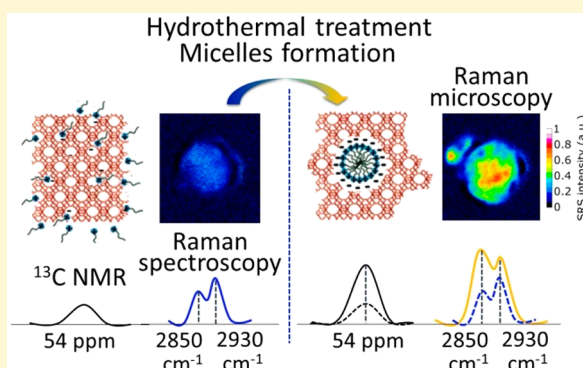 Hydrothermal treatment
Micelles formation
Raman
microscopy
1
0.8
0.6
0.4
0.2
0
SRS intensity (a.u.)
Raman
spectroscopy
13C NMR
54 ppm
2850
cm-1
2930
cm-1
54 ppm
2850
cm-1
2930
cm-1